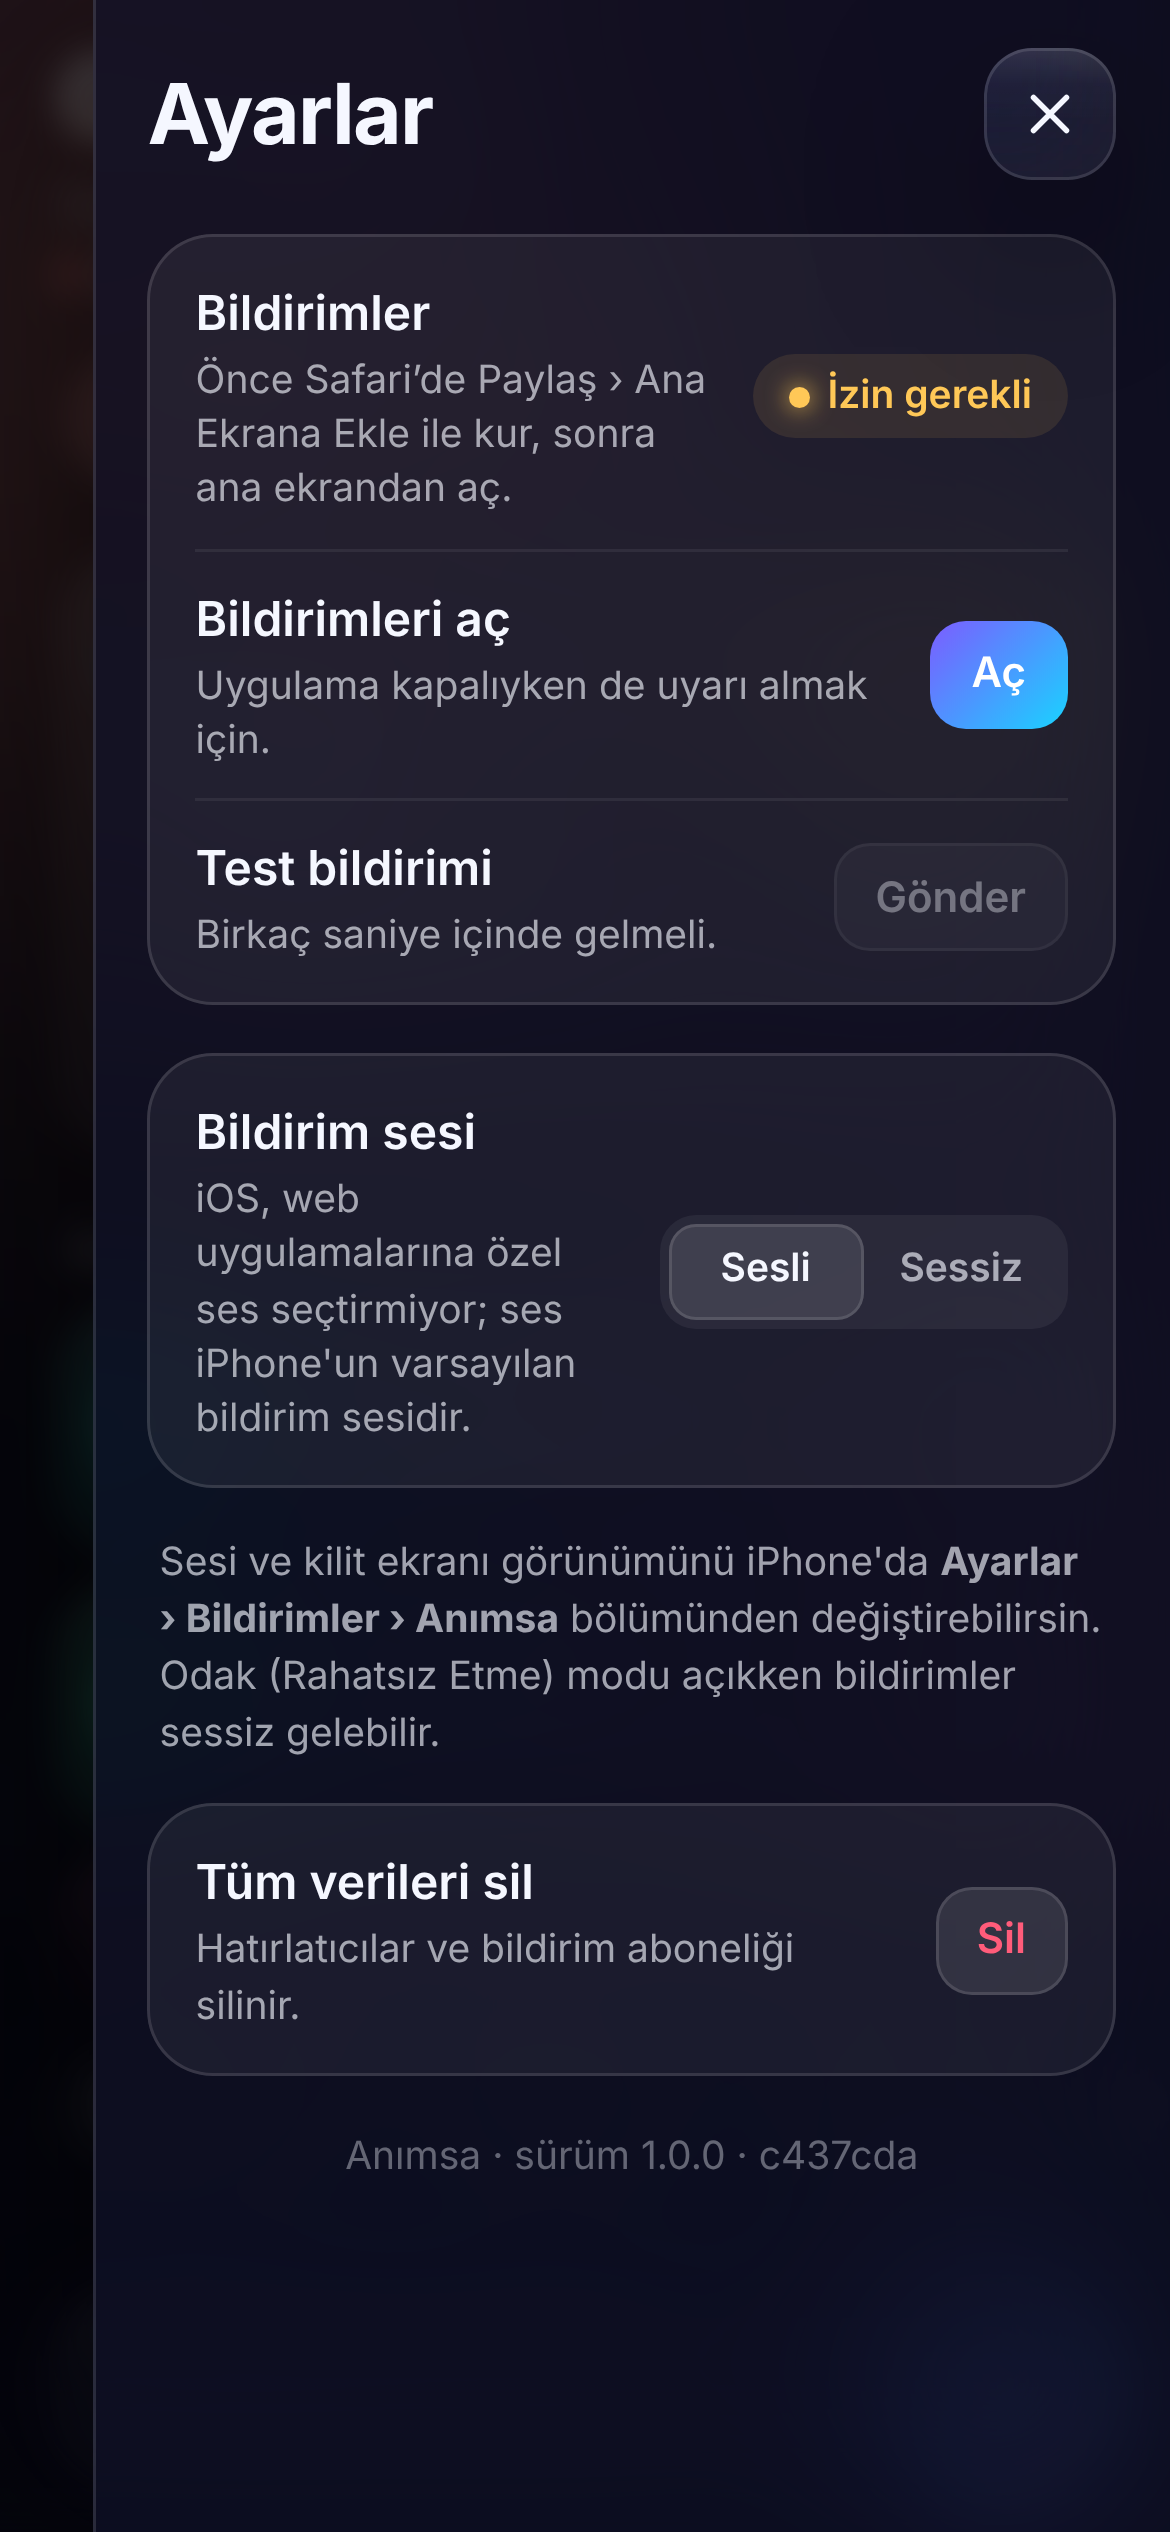 Ayarlar
Bildirimler
Önce Safari’de Paylaş › Ana
Ekrana Ekle ile kur, sonra
ana ekrandan aç.
İzin gerekli
Bildirimleri aç
Uygulama kapalıyken de uyarı almak
için.
Aç
Test bildirimi
Birkaç saniye içinde gelmeli.
Gönder
Bildirim sesi
iOS, web
uygulamalarına özel
ses seçtirmiyor; ses
iPhone'un varsayılan
bildirim sesidir.
Sesli
Sessiz
Sesi ve kilit ekranı görünümünü iPhone'da Ayarlar
› Bildirimler › Anımsa bölümünden değiştirebilirsin.
Odak (Rahatsız Etme) modu açıkken bildirimler
sessiz gelebilir.
Tüm verileri sil
Hatırlatıcılar ve bildirim aboneliği
silinir.
Sil
Anımsa · sürüm 1.0.0 · c437cda